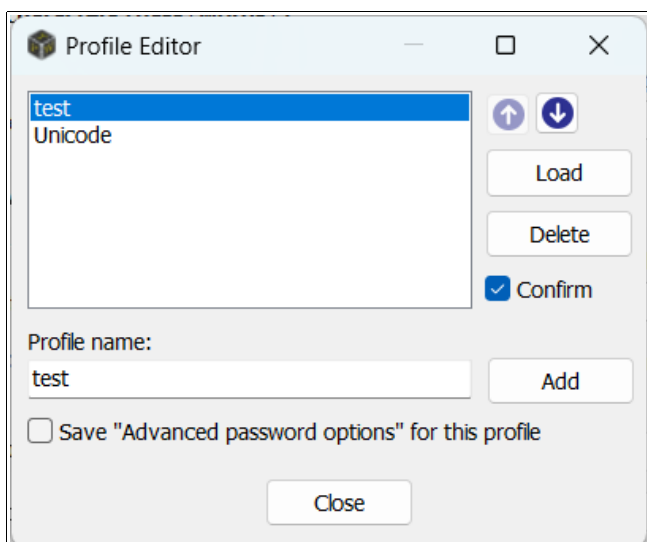 Profile Editor
test
Unicode
Load
Delete
Confirm
Profile name:
test
Add
Save "Advanced password options" for this profile
Close